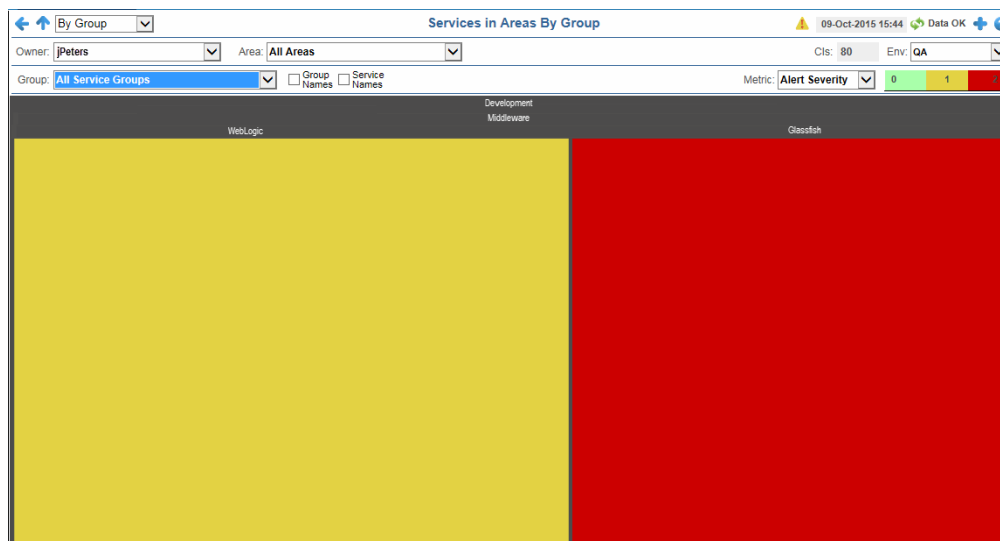 By Group
Services in Areas By Group
09-Oct-2015 15:44
Data OK
Owner: jPeters
Area: All Areas
CIs: 80
Env: QA
Group: All Service Groups
Group Names
Service Names
Metric: Alert Severity
0
1
Development
Middleware
WebLogic
Glassfish